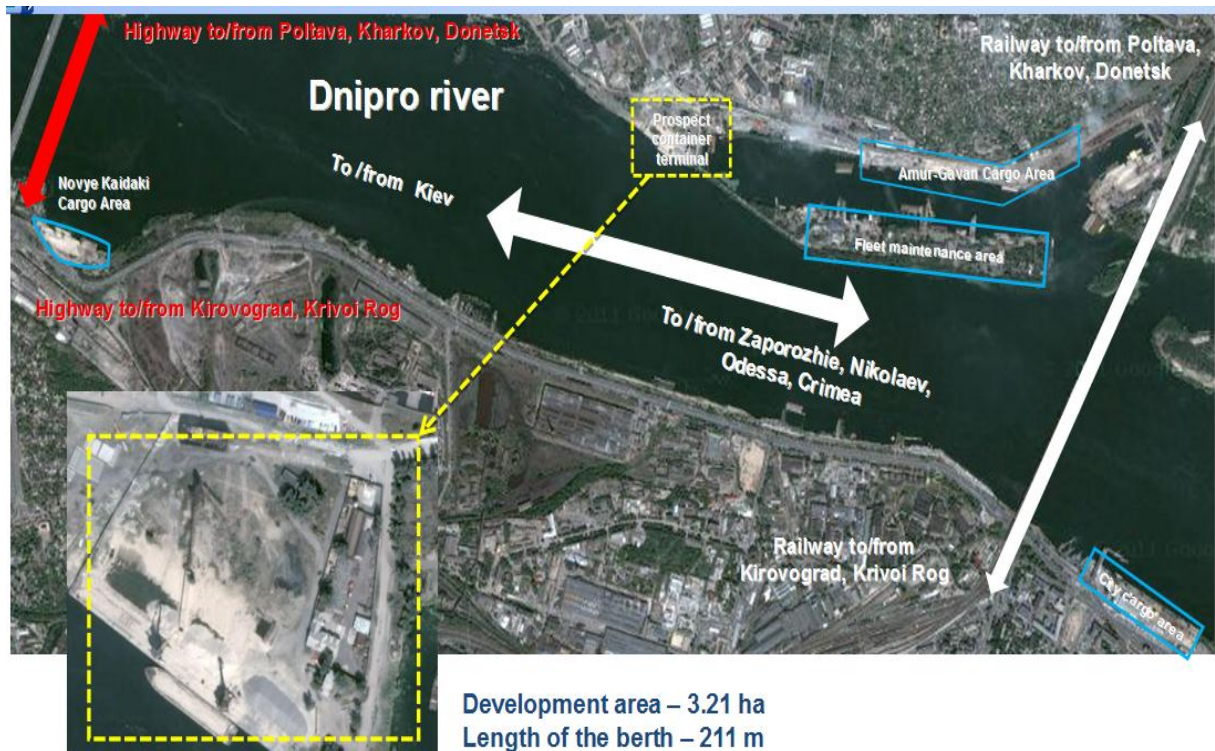 Highway to/from Poltava, Kharkov, Donetsk
Railway to/from Poltava,
Kharkov, Donetsk
Dnipro river
Prospect
container
terminal
To /from Kiev
Amur-Gavan Cargo Area
Novye Kaidaki
Cargo Area
Fleet maintenance area
Highway to/from Kirovograd, Krivoi Rog
To /from Zaporozhie, Nikolaev,
Odessa, Crimea
Railway to/from
Kirovograd, Krivoi Rog
City cargo area
Development area – 3.21 ha
Length of the berth – 211 m